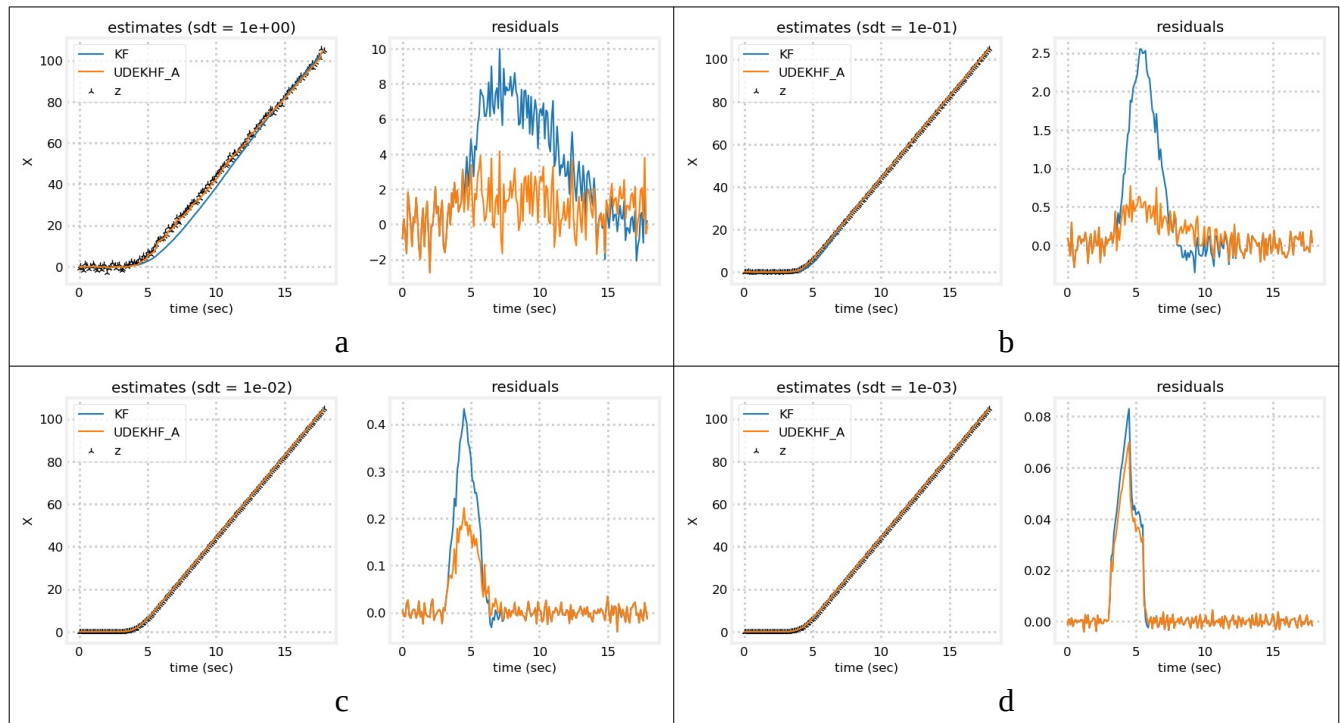 estimates (sdt = 1e+00)
residuals
KF
UDEKHF_A
z
X
100
80
60
40
20
0
0
5
10
15
time (sec)
10
8
6
4
2
0
−2
0
5
10
15
time (sec)
a
estimates (sdt = 1e-01)
residuals
KF
UDEKHF_A
z
X
100
80
60
40
20
0
0
5
10
15
time (sec)
2.5
2.0
1.5
1.0
0.5
0.0
0
5
10
15
time (sec)
b
estimates (sdt = 1e-02)
residuals
KF
UDEKHF_A
z
X
100
80
60
40
20
0
0
5
10
15
time (sec)
0.4
0.3
0.2
0.1
0.0
0
5
10
15
time (sec)
c
estimates (sdt = 1e-03)
residuals
KF
UDEKHF_A
z
X
100
80
60
40
20
0
0
5
10
15
time (sec)
0.08
0.06
0.04
0.02
0.00
0
5
10
15
time (sec)
d